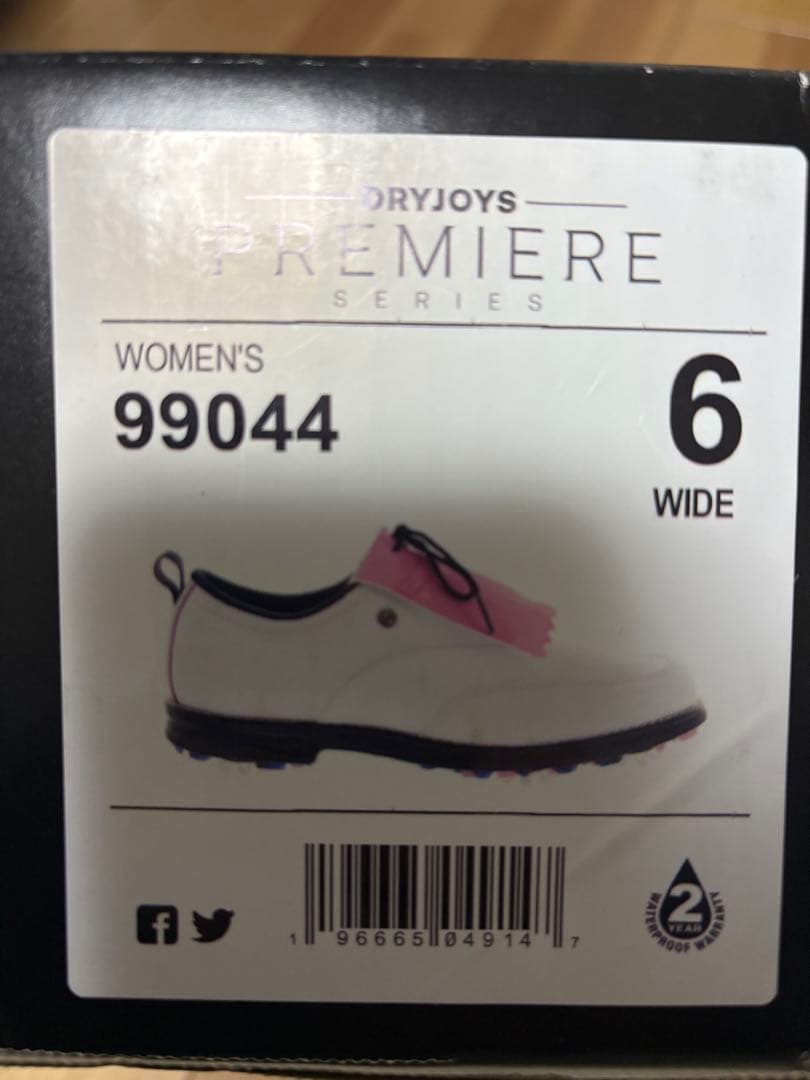 DRYJOYS
PREMIERE
SERIES
WOMEN'S
99044
6
WIDE
1 96665 04914 7
2
YEAR
WATERPROOF WARRANTY